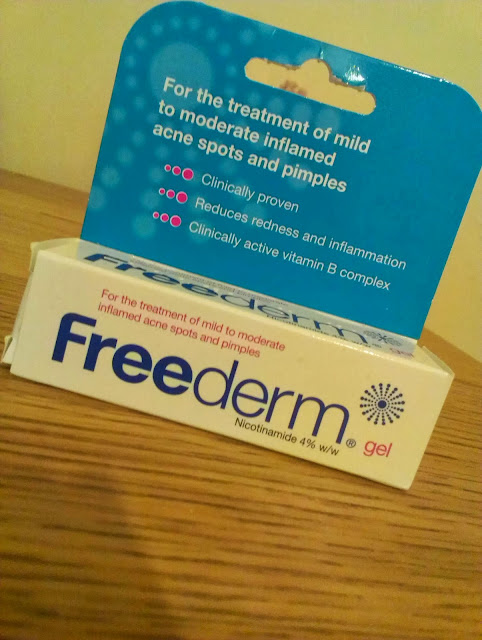 For the treatment of mild
to moderate inflamed
acne spots and pimples
Clinically proven
Reduces redness and inflammation
Clinically active vitamin B complex
Freederm
For the treatment of mild to moderate
inflamed acne spots and pimples
Freederm®
Nicotinamide 4% w/w
gel